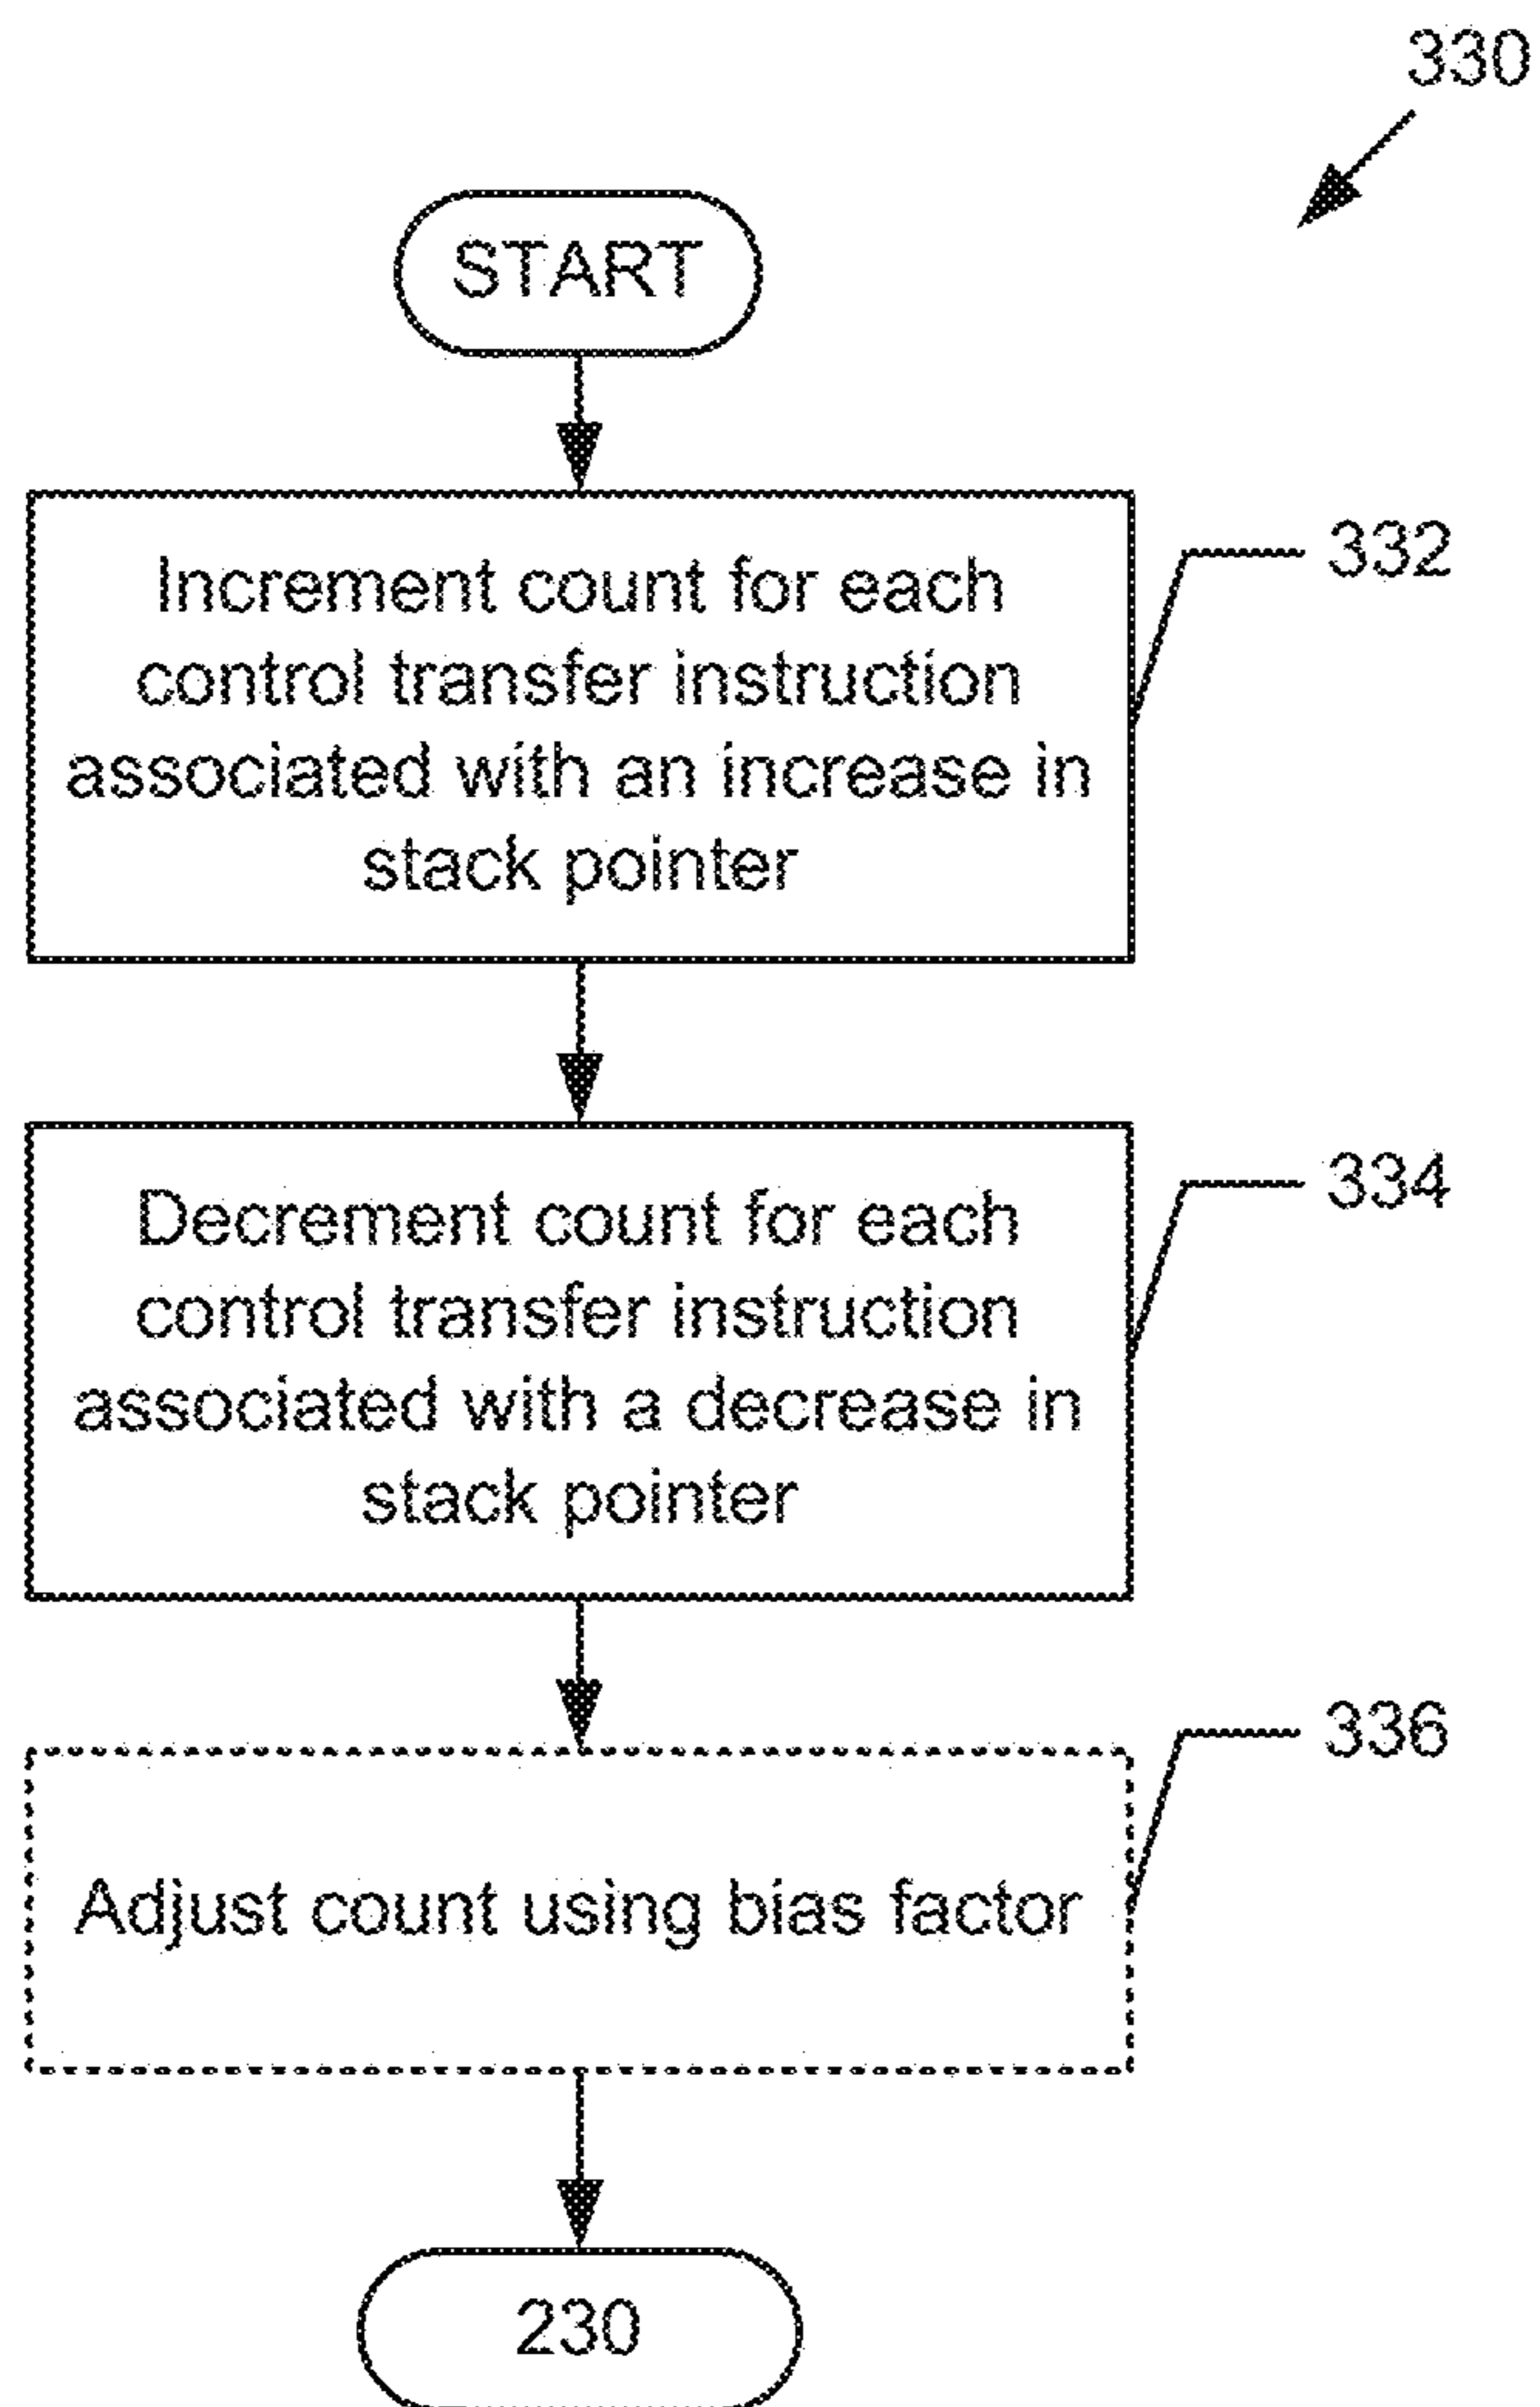 330
START
Increment count for each
control transfer instruction
associated with an increase in
stack pointer
332
Decrement count for each
control transfer instruction
associated with a decrease in
stack pointer
334
Adjust count using bias factor
336
230